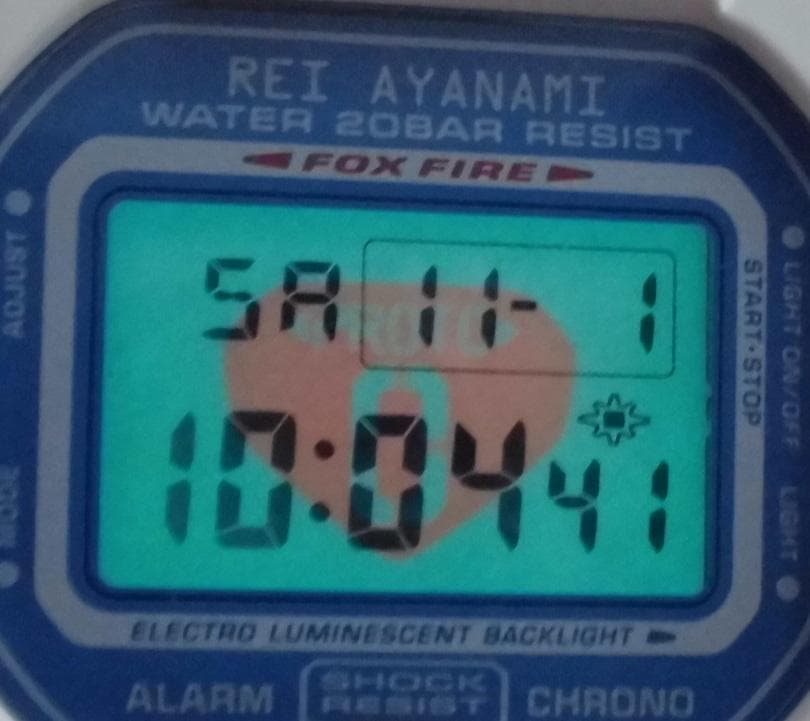 REI AYANAMI
WATER 20BAR RESIST
FOX FIRE
ADJUST
LIGHT ON/OFF
START·STOP
SA 11- 1
10:04 41
MODE
LIGHT
ELECTRO LUMINESCENT BACKLIGHT
ALARM
SHOCK
RESIST
CHRONO